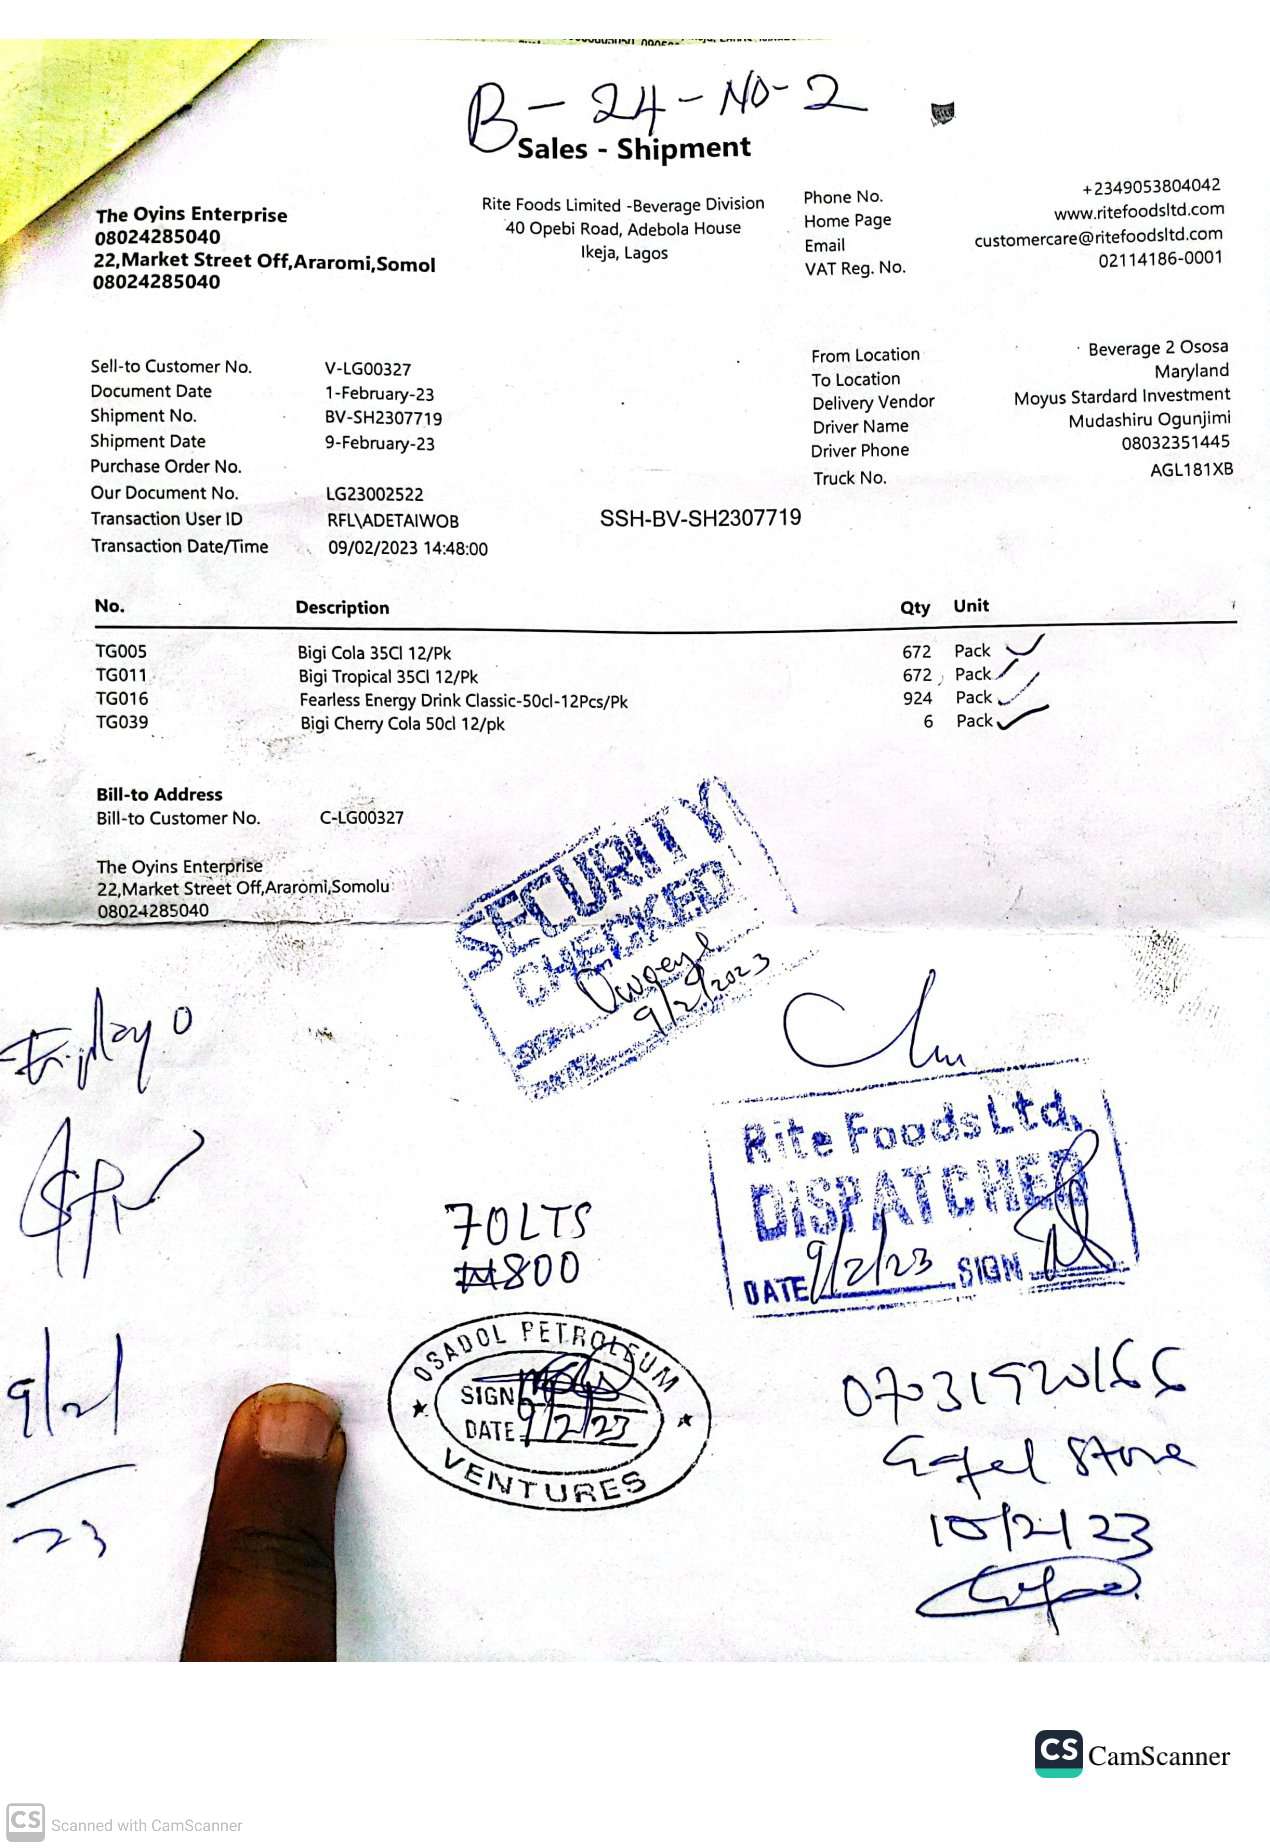 B - 24 - NO - 2
Sales - Shipment
The Oyins Enterprise
08024285040
22,Market Street Off,Araromi,Somol
08024285040
Rite Foods Limited -Beverage Division
40 Opebi Road, Adebola House
Ikeja, Lagos
Phone No. +2349053804042
Home Page www.ritefoodsltd.com
Email customercare@ritefoodsltd.com
VAT Reg. No. 02114186-0001
Sell-to Customer No. V-LG00327
Document Date 1-February-23
Shipment No. BV-SH2307719
Shipment Date 9-February-23
Purchase Order No.
Our Document No. LG23002522
Transaction User ID RFL\ADETAIWOB
Transaction Date/Time 09/02/2023 14:48:00
From Location Beverage 2 Ososa
To Location Maryland
Delivery Vendor Moyus Stardard Investment
Driver Name Mudashiru Ogunjimi
Driver Phone 08032351445
Truck No. AGL181XB
SSH-BV-SH2307719
No. Description Qty Unit
TG005 Bigi Cola 35Cl 12/Pk 672 Pack
TG011 Bigi Tropical 35Cl 12/Pk 672 Pack
TG016 Fearless Energy Drink Classic-50cl-12Pcs/Pk 924 Pack
TG039 Bigi Cherry Cola 50cl 12/pk 6 Pack
Bill-to Address
Bill-to Customer No. C-LG00327
The Oyins Enterprise
22,Market Street Off,Araromi,Somolu
08024285040
SECURITY
CHECKED
9/2/2023
Rite Foods Ltd.
DISPATCHED
DATE 9/2/23 SIGN
70LTS
₦800
OSADOL PETROLEUM
SIGN
DATE 9/2/23
VENTURES
9/2/
23
Store
10/2/23
CS CamScanner
CS Scanned with CamScanner